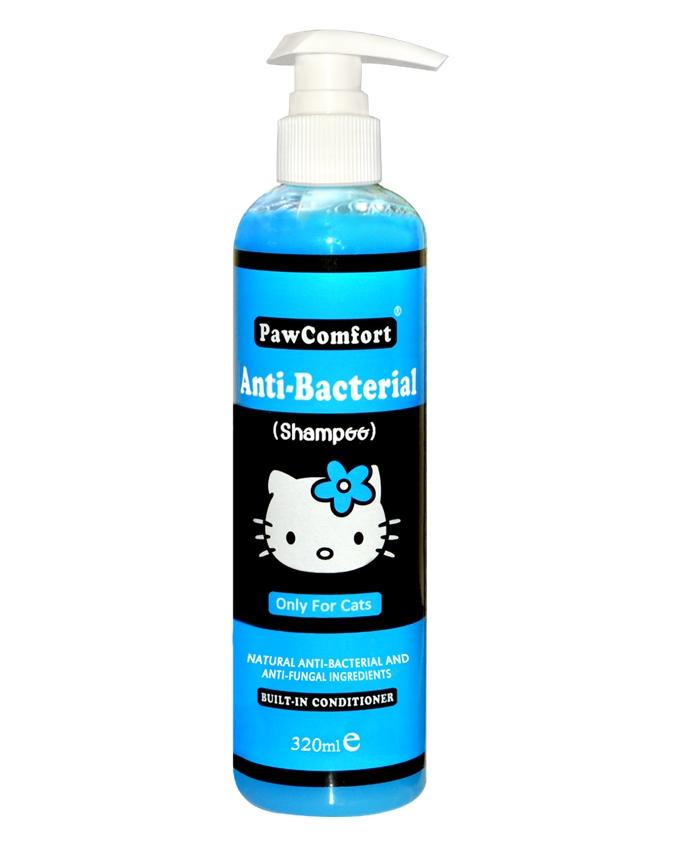 PawComfort®
Anti-Bacterial
(Shampoo)
Only For Cats
NATURAL ANTI-BACTERIAL AND
ANTI-FUNGAL INGREDIENTS
BUILT-IN CONDITIONER
320ml e